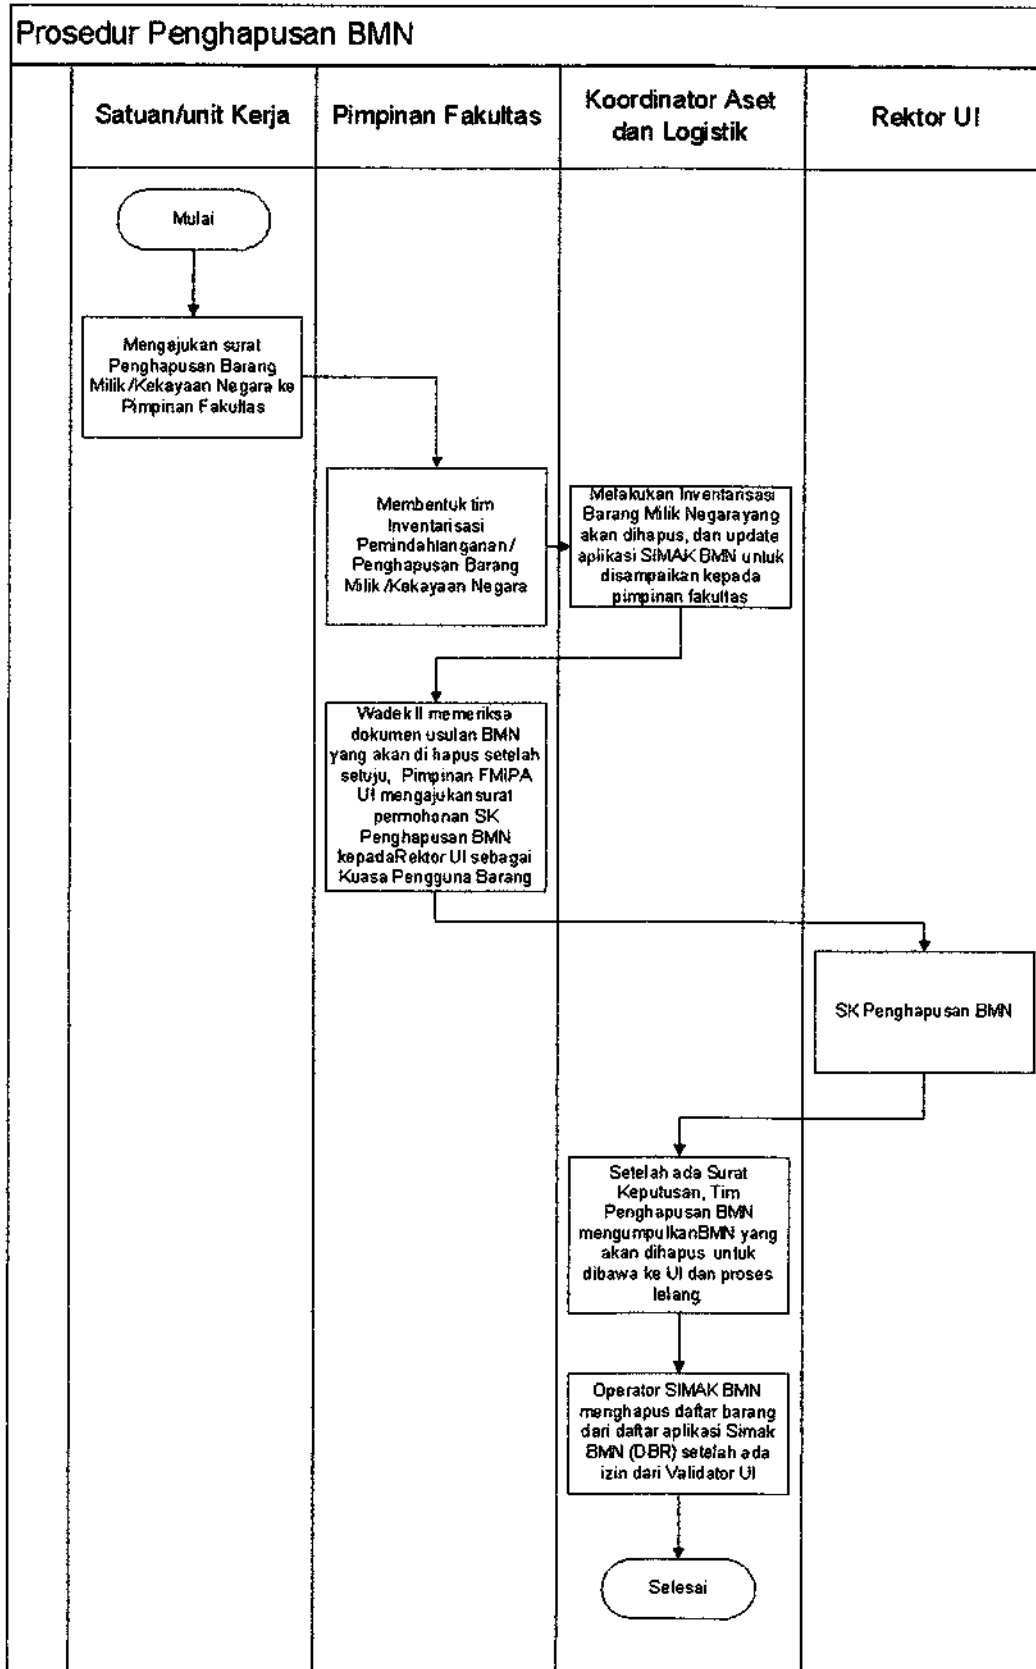 Prosedur Penghapusan BMN
Satuan/unit Kerja
Pimpinan Fakultas
Koordinator Aset
dan Logistik
Rektor UI
Mulai
Mengajukan surat
Penghapusan Barang
Milik/Kekayaan Negara ke
Pimpinan Fakultas
Membentuk tim
Inventarisasi
Pemindahtanganan/
Penghapusan Barang
Milik/Kekayaan Negara
Melakukan Inventarisasi
Barang Milik Negara yang
akan dihapus, dan update
aplikasi SIMAK BMN untuk
disampaikan kepada
pimpinan fakultas
Wadek II memeriksa
dokumen usulan BMN
yang akan di hapus setelah
setuju, Pimpinan FMIPA
UI mengajukan surat
permohonan SK
Penghapusan BMN
kepada Rektor UI sebagai
Kuasa Pengguna Barang
SK Penghapusan BMN
Setelah ada Surat
Keputusan, Tim
Penghapusan BMN
mengumpulkan BMN yang
akan dihapus untuk
dibawa ke UI dan proses
lelang
Operator SIMAK BMN
menghapus daftar barang
dari daftar aplikasi Simak
BMN (DBR) setelah ada
izin dari Validator UI
Selesai